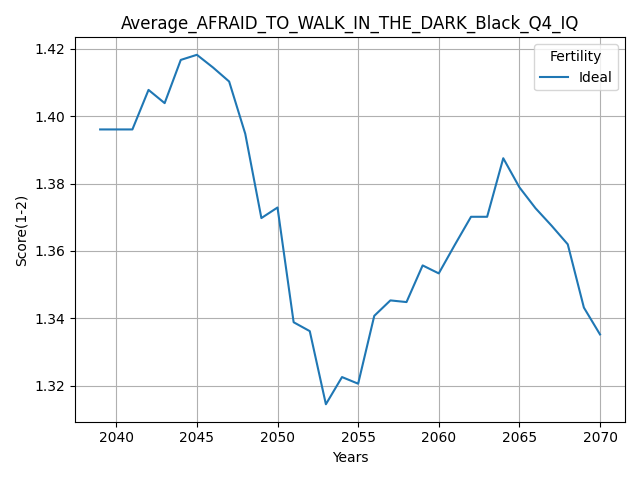 Average_AFRAID_TO_WALK_IN_THE_DARK_Black_Q4_IQ
Fertility
Ideal
1.42
1.40
1.38
1.36
1.34
1.32
Score(1-2)
2040 2045 2050 2055 2060 2065 2070
Years